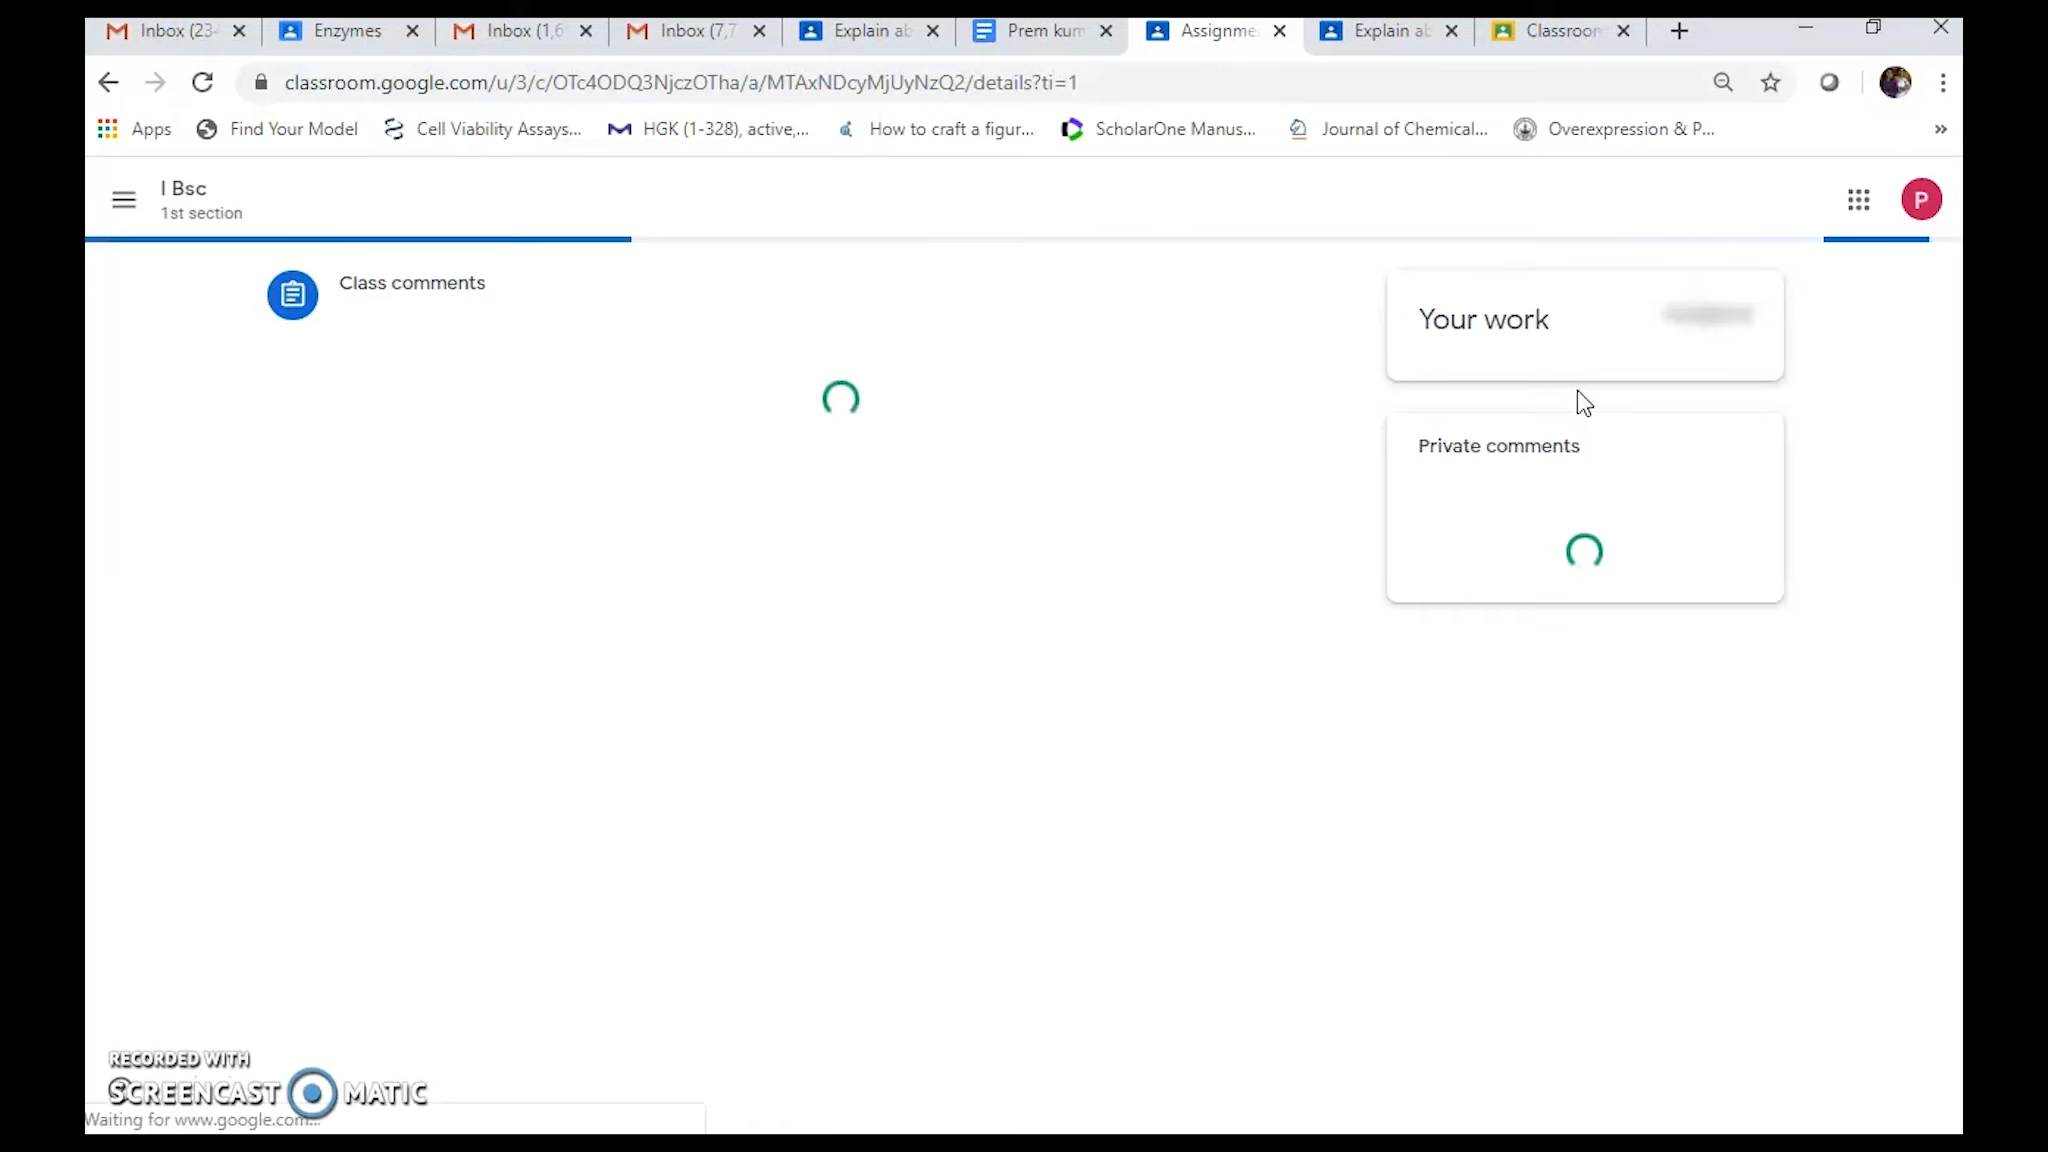 Inbox (234
Enzymes
Inbox (1,6
Inbox (7,7
Explain ab
Prem kum
Assignme
Explain ab
Classroom
classroom.google.com/u/3/c/OTc4ODQ3NjczOTha/a/MTAxNDcyMjUyNzQ2/details?ti=1
Apps
Find Your Model
Cell Viability Assays...
HGK (1-328), active,...
How to craft a figur...
ScholarOne Manus...
Journal of Chemical...
Overexpression & P...
»
I Bsc
1st section
P
Class comments
Your work
Private comments
RECORDED WITH
SCREENCAST MATIC
Waiting for www.google.com...